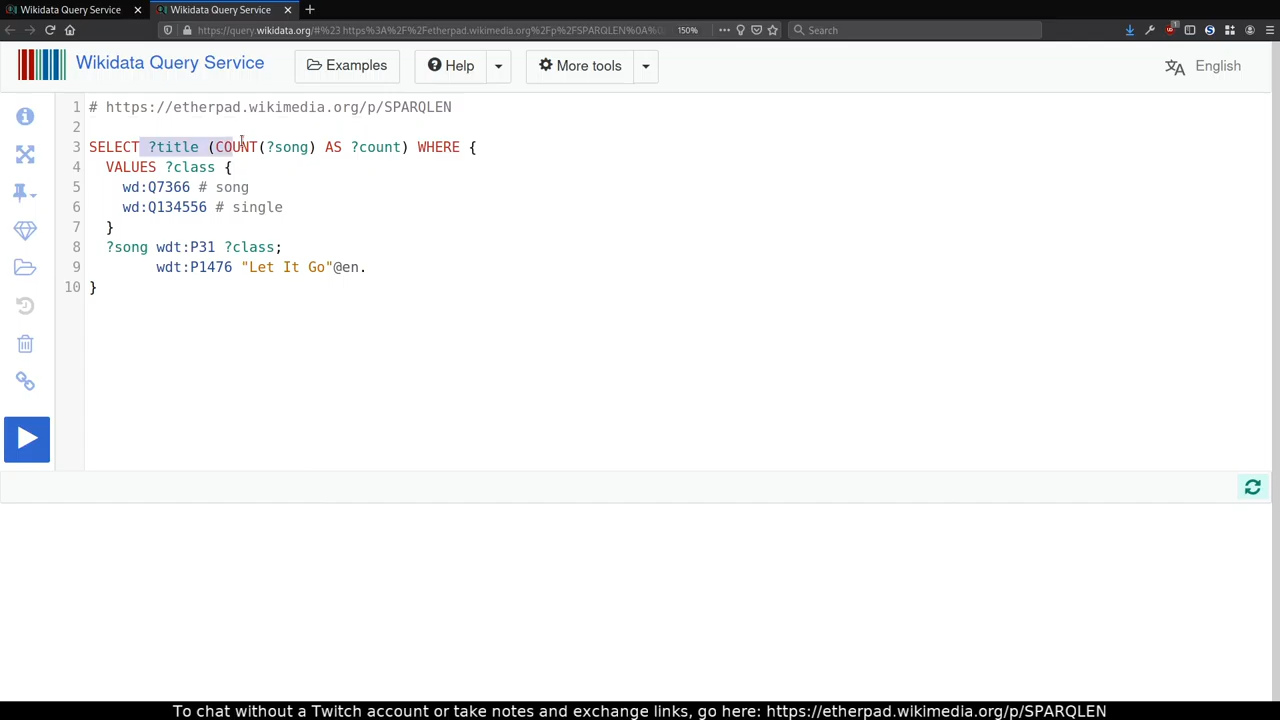 Wikidata Query Service
Wikidata Query Service
https://query.wikidata.org/#%23 https%3A%2F%2Fetherpad.wikimedia.org%2Fp%2FSPARQLEN%0A%0
150%
Search
1
Wikidata Query Service
Examples
Help
More tools
English
1 # https://etherpad.wikimedia.org/p/SPARQLEN
2
3 SELECT ?title (COUNT(?song) AS ?count) WHERE {
4 VALUES ?class {
5 wd:Q7366 # song
6 wd:Q134556 # single
7 }
8 ?song wdt:P31 ?class;
9 wdt:P1476 "Let It Go"@en.
10 }
To chat without a Twitch account or take notes and exchange links, go here: https://etherpad.wikimedia.org/p/SPARQLEN